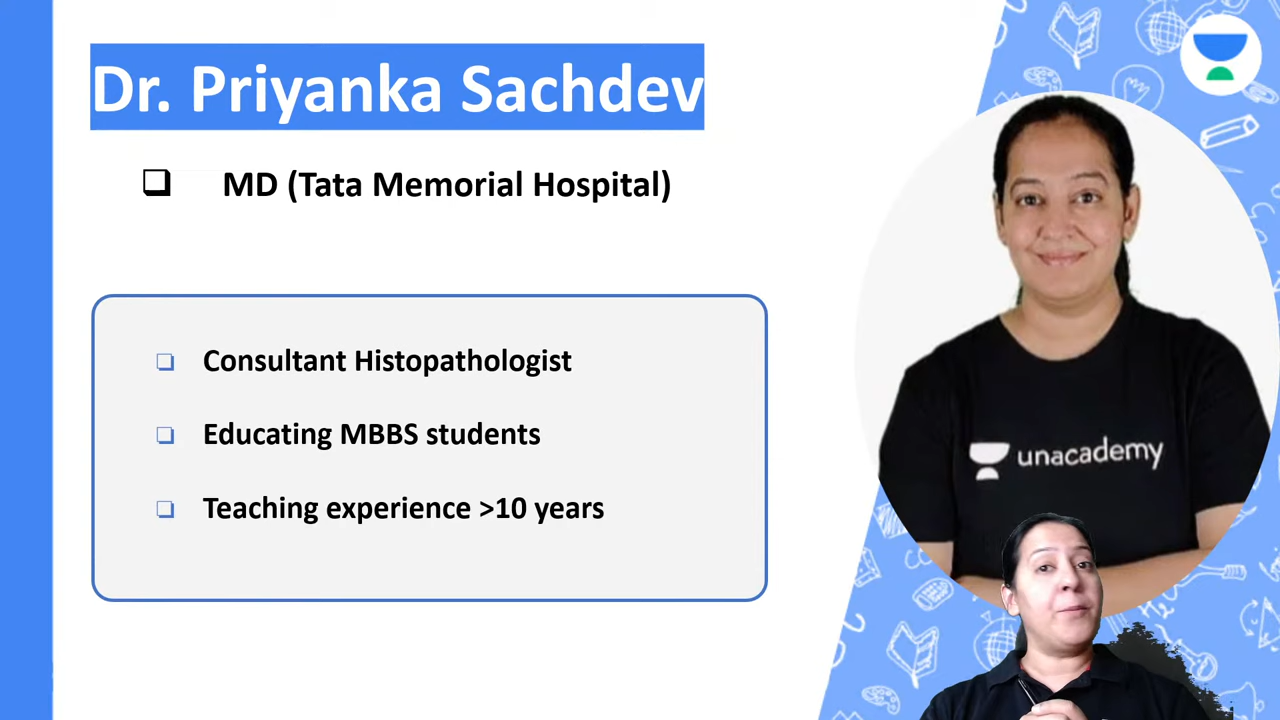 Dr. Priyanka Sachdev
MD (Tata Memorial Hospital)
Consultant Histopathologist
Educating MBBS students
Teaching experience >10 years
unacademy